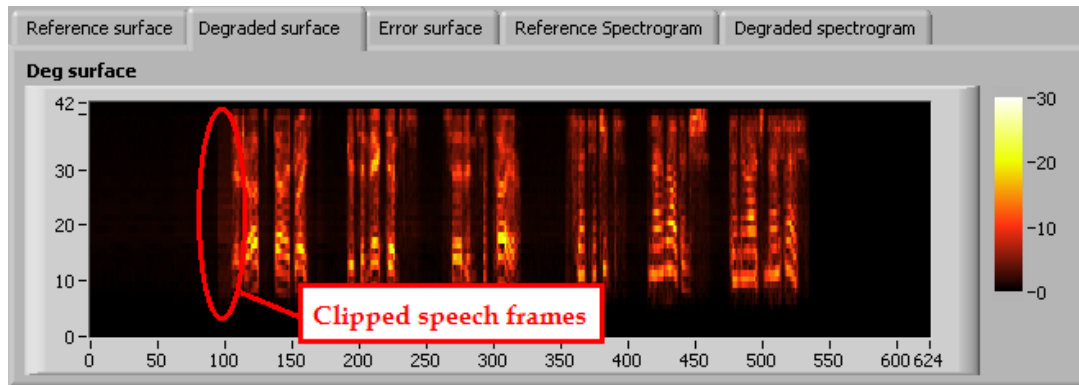 Reference surface Degraded surface Error surface Reference Spectrogram Degraded spectrogram
Deg surface
42
30
20
10
0
0 50 100 150 200 250 300 350 400 450 500 550 600 624
Clipped speech frames
-30
-20
-10
-0